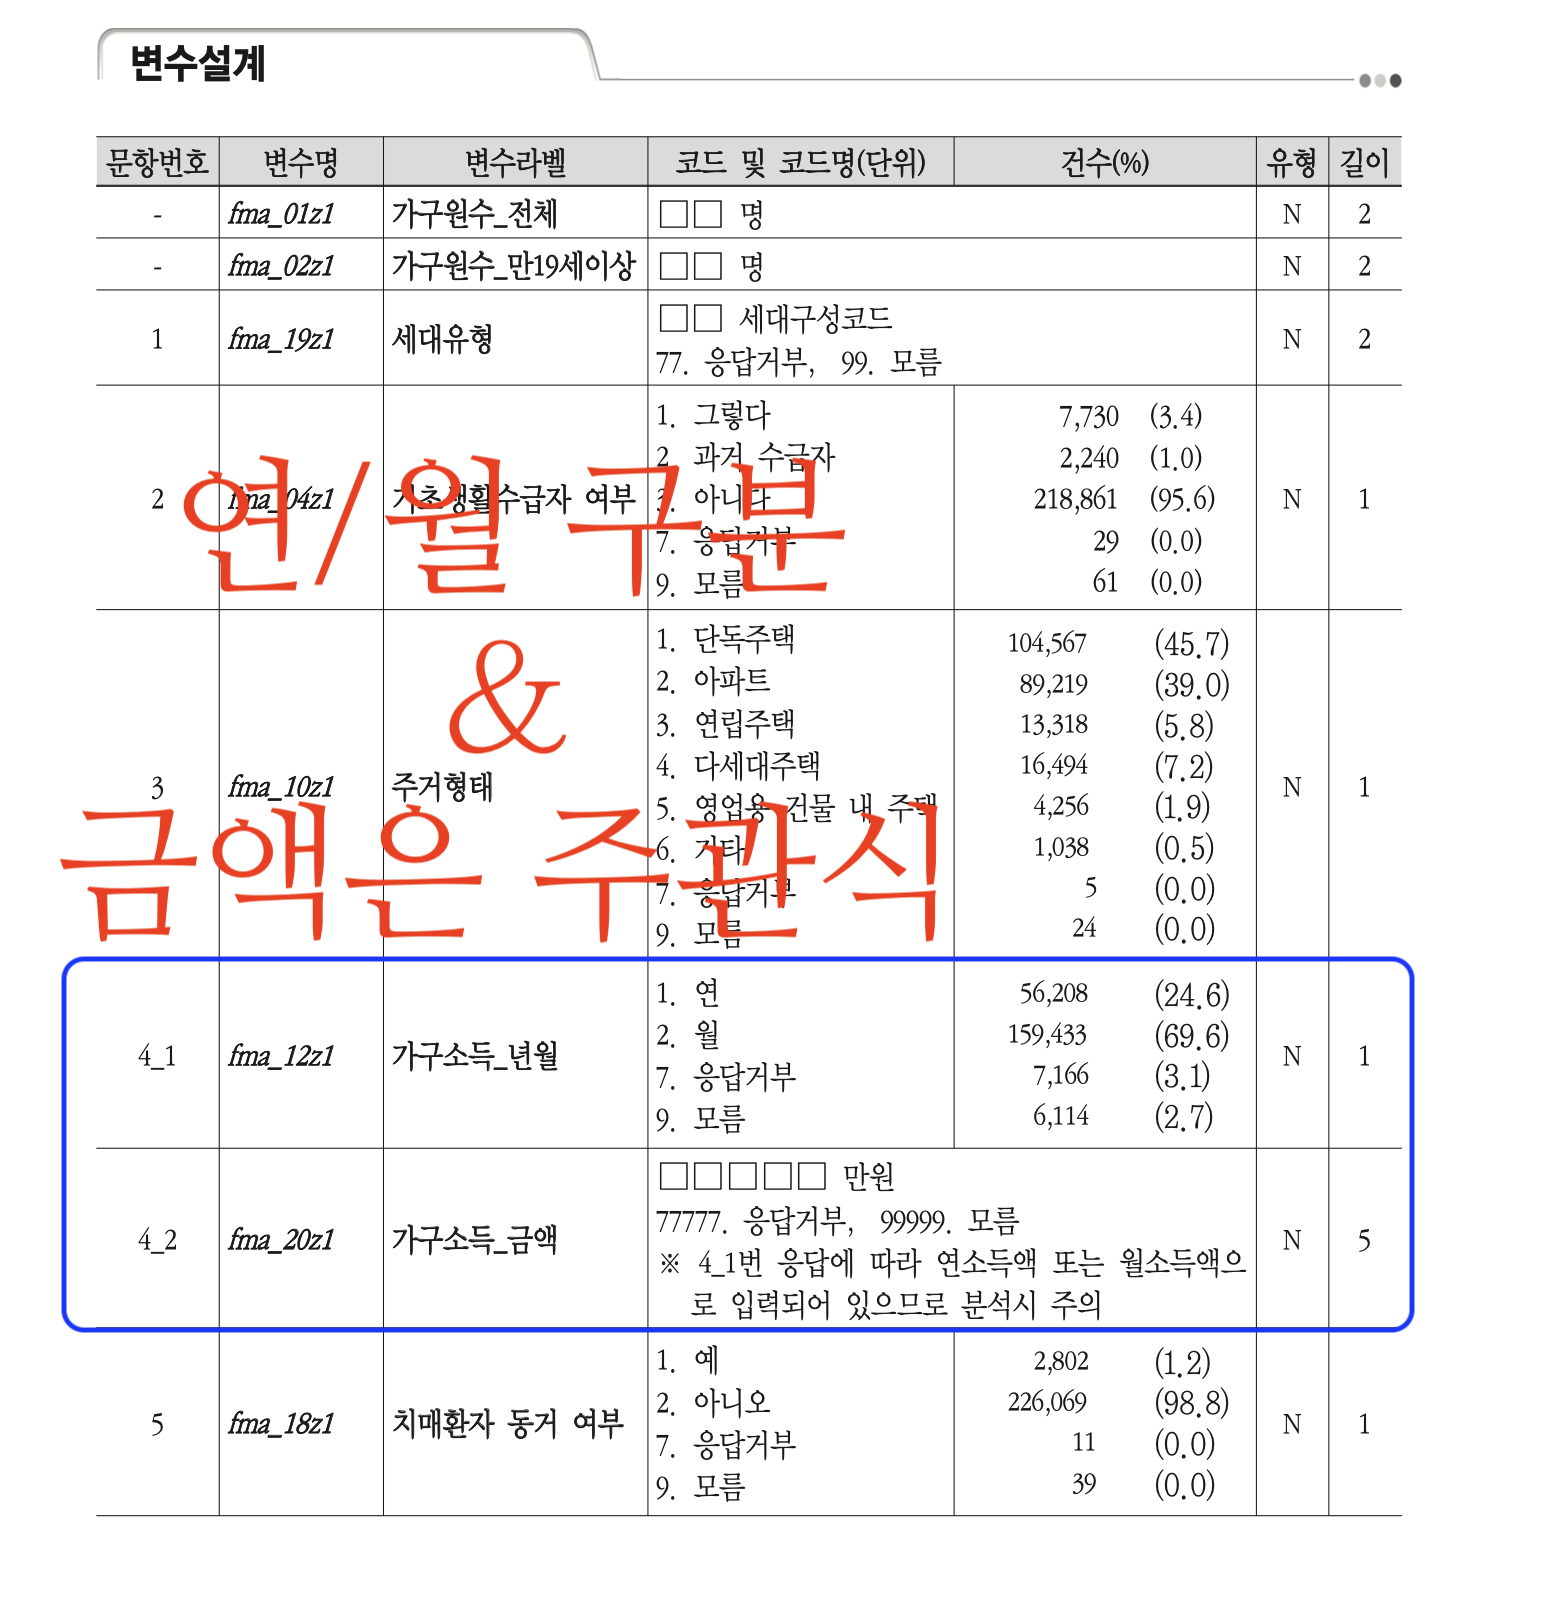 변수설계
문항번호 변수명 변수라벨 코드 및 코드명(단위) 건수(%) 유형 길이
- fma_01z1 가구원수_전체 □□ 명 N 2
- fma_02z1 가구원수_만19세이상 □□ 명 N 2
1 fma_19z1 세대유형 □□ 세대구성코드 N 2
77. 응답거부, 99. 모름
2 fma_04z1 기초생활수급자 여부 N 1
1. 그렇다 7,730 (3.4)
2. 과거 수급자 2,240 (1.0)
3. 아니다 218,861 (95.6)
7. 응답거부 29 (0.0)
9. 모름 61 (0.0)
연/월 구분
&
금액은 주관식
3 fma_10z1 주거형태 N 1
1. 단독주택 104,567 (45.7)
2. 아파트 89,219 (39.0)
3. 연립주택 13,318 (5.8)
4. 다세대주택 16,494 (7.2)
5. 영업용 건물 내 주택 4,256 (1.9)
6. 기타 1,038 (0.5)
7. 응답거부 5 (0.0)
9. 모름 24 (0.0)
4_1 fma_12z1 가구소득_년월 N 1
1. 연 56,208 (24.6)
2. 월 159,433 (69.6)
7. 응답거부 7,166 (3.1)
9. 모름 6,114 (2.7)
4_2 fma_20z1 가구소득_금액 N 5
□□□□□ 만원
77777. 응답거부, 99999. 모름
※ 4_1번 응답에 따라 연소득액 또는 월소득액으
로 입력되어 있으므로 분석시 주의
5 fma_18z1 치매환자 동거 여부 N 1
1. 예 2,802 (1.2)
2. 아니오 226,069 (98.8)
7. 응답거부 11 (0.0)
9. 모름 39 (0.0)